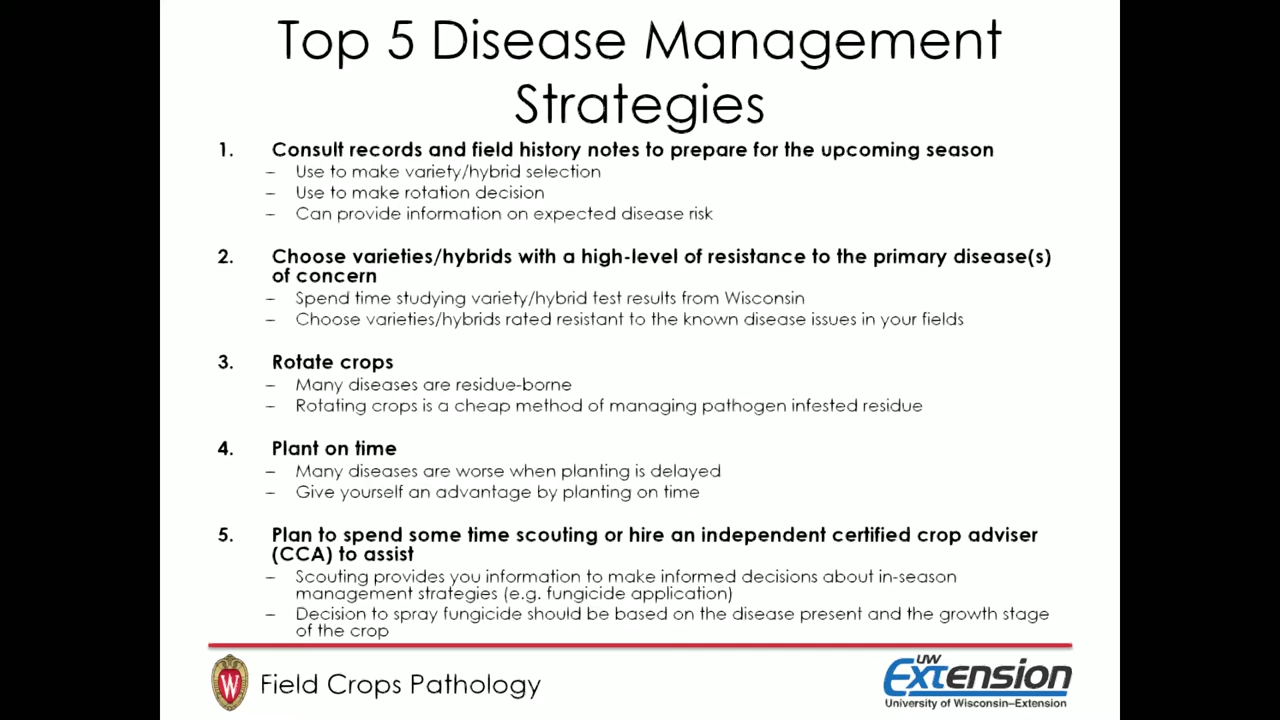 Top 5 Disease Management
Strategies
1. Consult records and field history notes to prepare for the upcoming season
– Use to make variety/hybrid selection
– Use to make rotation decision
– Can provide information on expected disease risk
2. Choose varieties/hybrids with a high-level of resistance to the primary disease(s)
of concern
– Spend time studying variety/hybrid test results from Wisconsin
– Choose varieties/hybrids rated resistant to the known disease issues in your fields
3. Rotate crops
– Many diseases are residue-borne
– Rotating crops is a cheap method of managing pathogen infested residue
4. Plant on time
– Many diseases are worse when planting is delayed
– Give yourself an advantage by planting on time
5. Plan to spend some time scouting or hire an independent certified crop adviser
(CCA) to assist
– Scouting provides you information to make informed decisions about in-season
management strategies (e.g. fungicide application)
– Decision to spray fungicide should be based on the disease present and the growth stage
of the crop
W
Field Crops Pathology
UW
Extension
University of Wisconsin–Extension